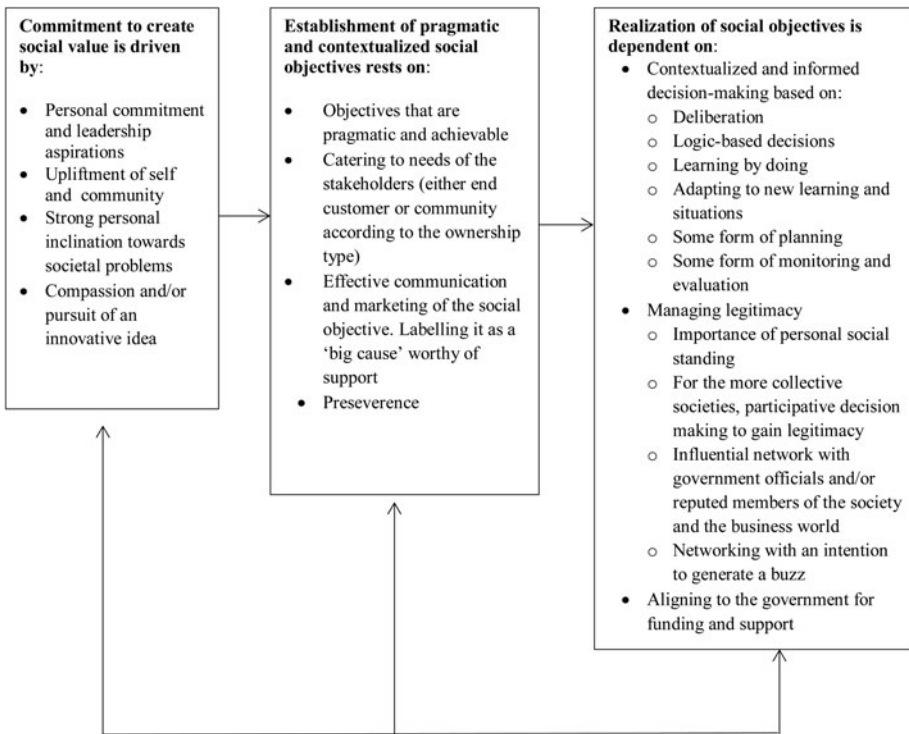 Commitment to create
social value is driven
by:
• Personal commitment
and leadership
aspirations
• Upliftment of self
and community
• Strong personal
inclination towards
societal problems
• Compassion and/or
pursuit of an
innovative idea
Establishment of pragmatic
and contextualized social
objectives rests on:
• Objectives that are
pragmatic and achievable
• Catering to needs of the
stakeholders (either end
customer or community
according to the ownership
type)
• Effective communication
and marketing of the social
objective. Labelling it as a
‘big cause’ worthy of
support
• Preseverence
Realization of social objectives is
dependent on:
• Contextualized and informed
decision-making based on:
o Deliberation
o Logic-based decisions
o Learning by doing
o Adapting to new learning and
situations
o Some form of planning
o Some form of monitoring and
evaluation
• Managing legitimacy
o Importance of personal social
standing
o For the more collective
societies, participative decision
making to gain legitimacy
o Influential network with
government officials and/or
reputed members of the society
and the business world
o Networking with an intention
to generate a buzz
• Aligning to the government for
funding and support